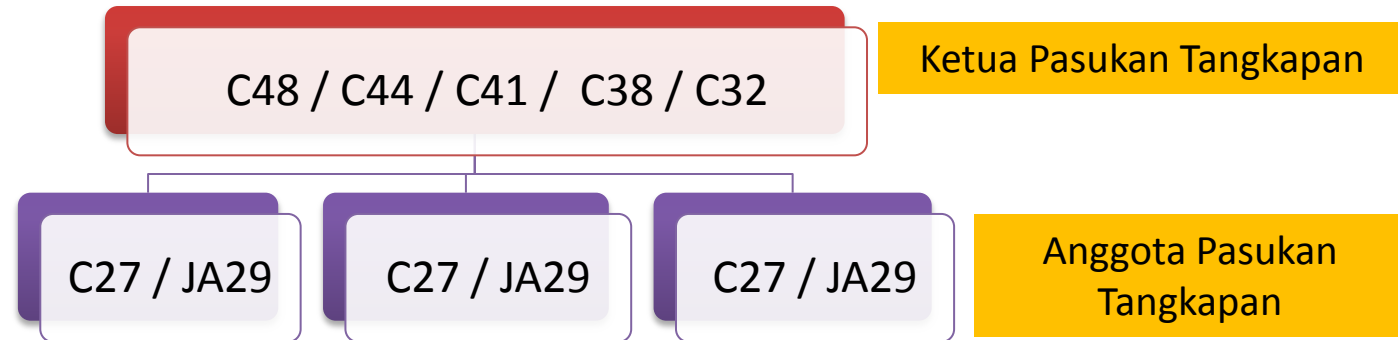 C48 / C44 / C41 / C38 / C32
Ketua Pasukan Tangkapan
C27 / JA29
C27 / JA29
C27 / JA29
Anggota Pasukan
Tangkapan